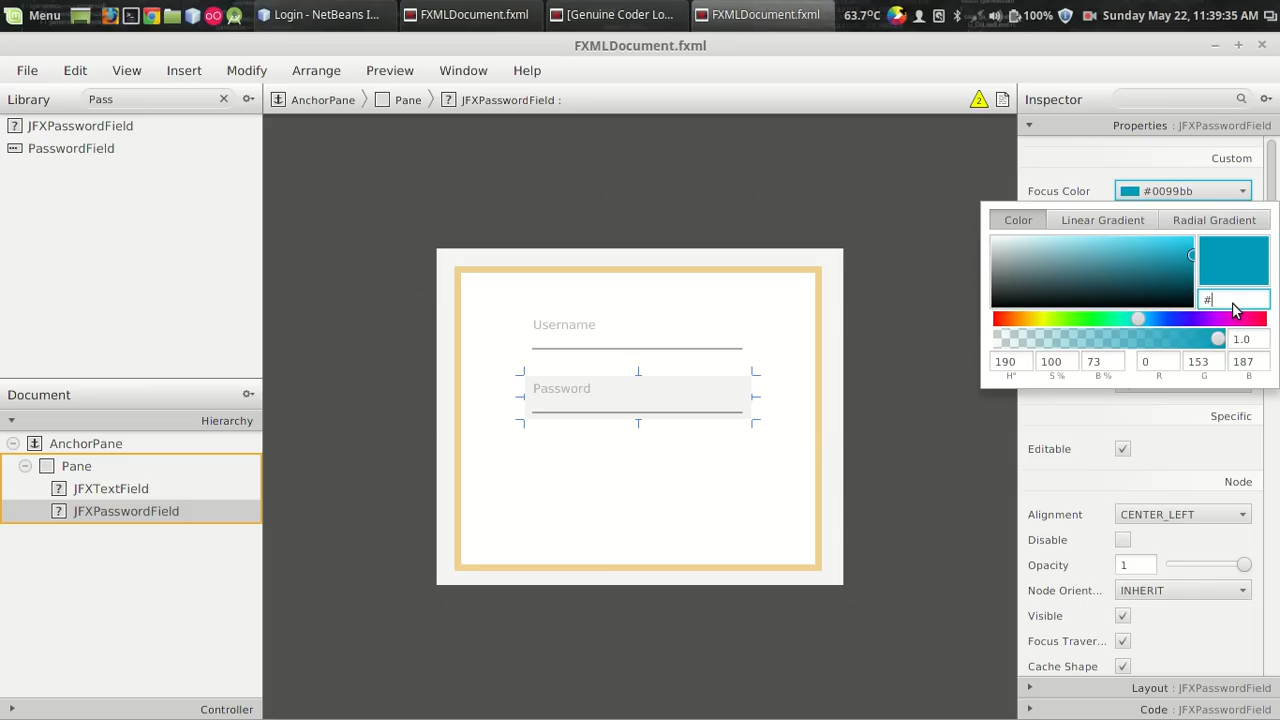 Menu
Login - NetBeans I...
FXMLDocument.fxml
[Genuine Coder Lo...
FXMLDocument.fxml
63.7°C
100%
Sunday May 22, 11:39:35 AM
FXMLDocument.fxml
File Edit View Insert Modify Arrange Preview Window Help
Library
Pass
AnchorPane
Pane
JFXPasswordField :
2
Inspector
JFXPasswordField
PasswordField
Properties : JFXPasswordField
Custom
Focus Color
#0099bb
Color
Linear Gradient
Radial Gradient
#
1.0
190 100 73 0 153 187
H° S % B % R G B
Username
Password
Document
Hierarchy
AnchorPane
Pane
JFXTextField
JFXPasswordField
Controller
Specific
Editable
Node
Alignment
CENTER_LEFT
Disable
Opacity
1
Node Orient...
INHERIT
Visible
Focus Traver...
Cache Shape
Layout : JFXPasswordField
Code : JFXPasswordField